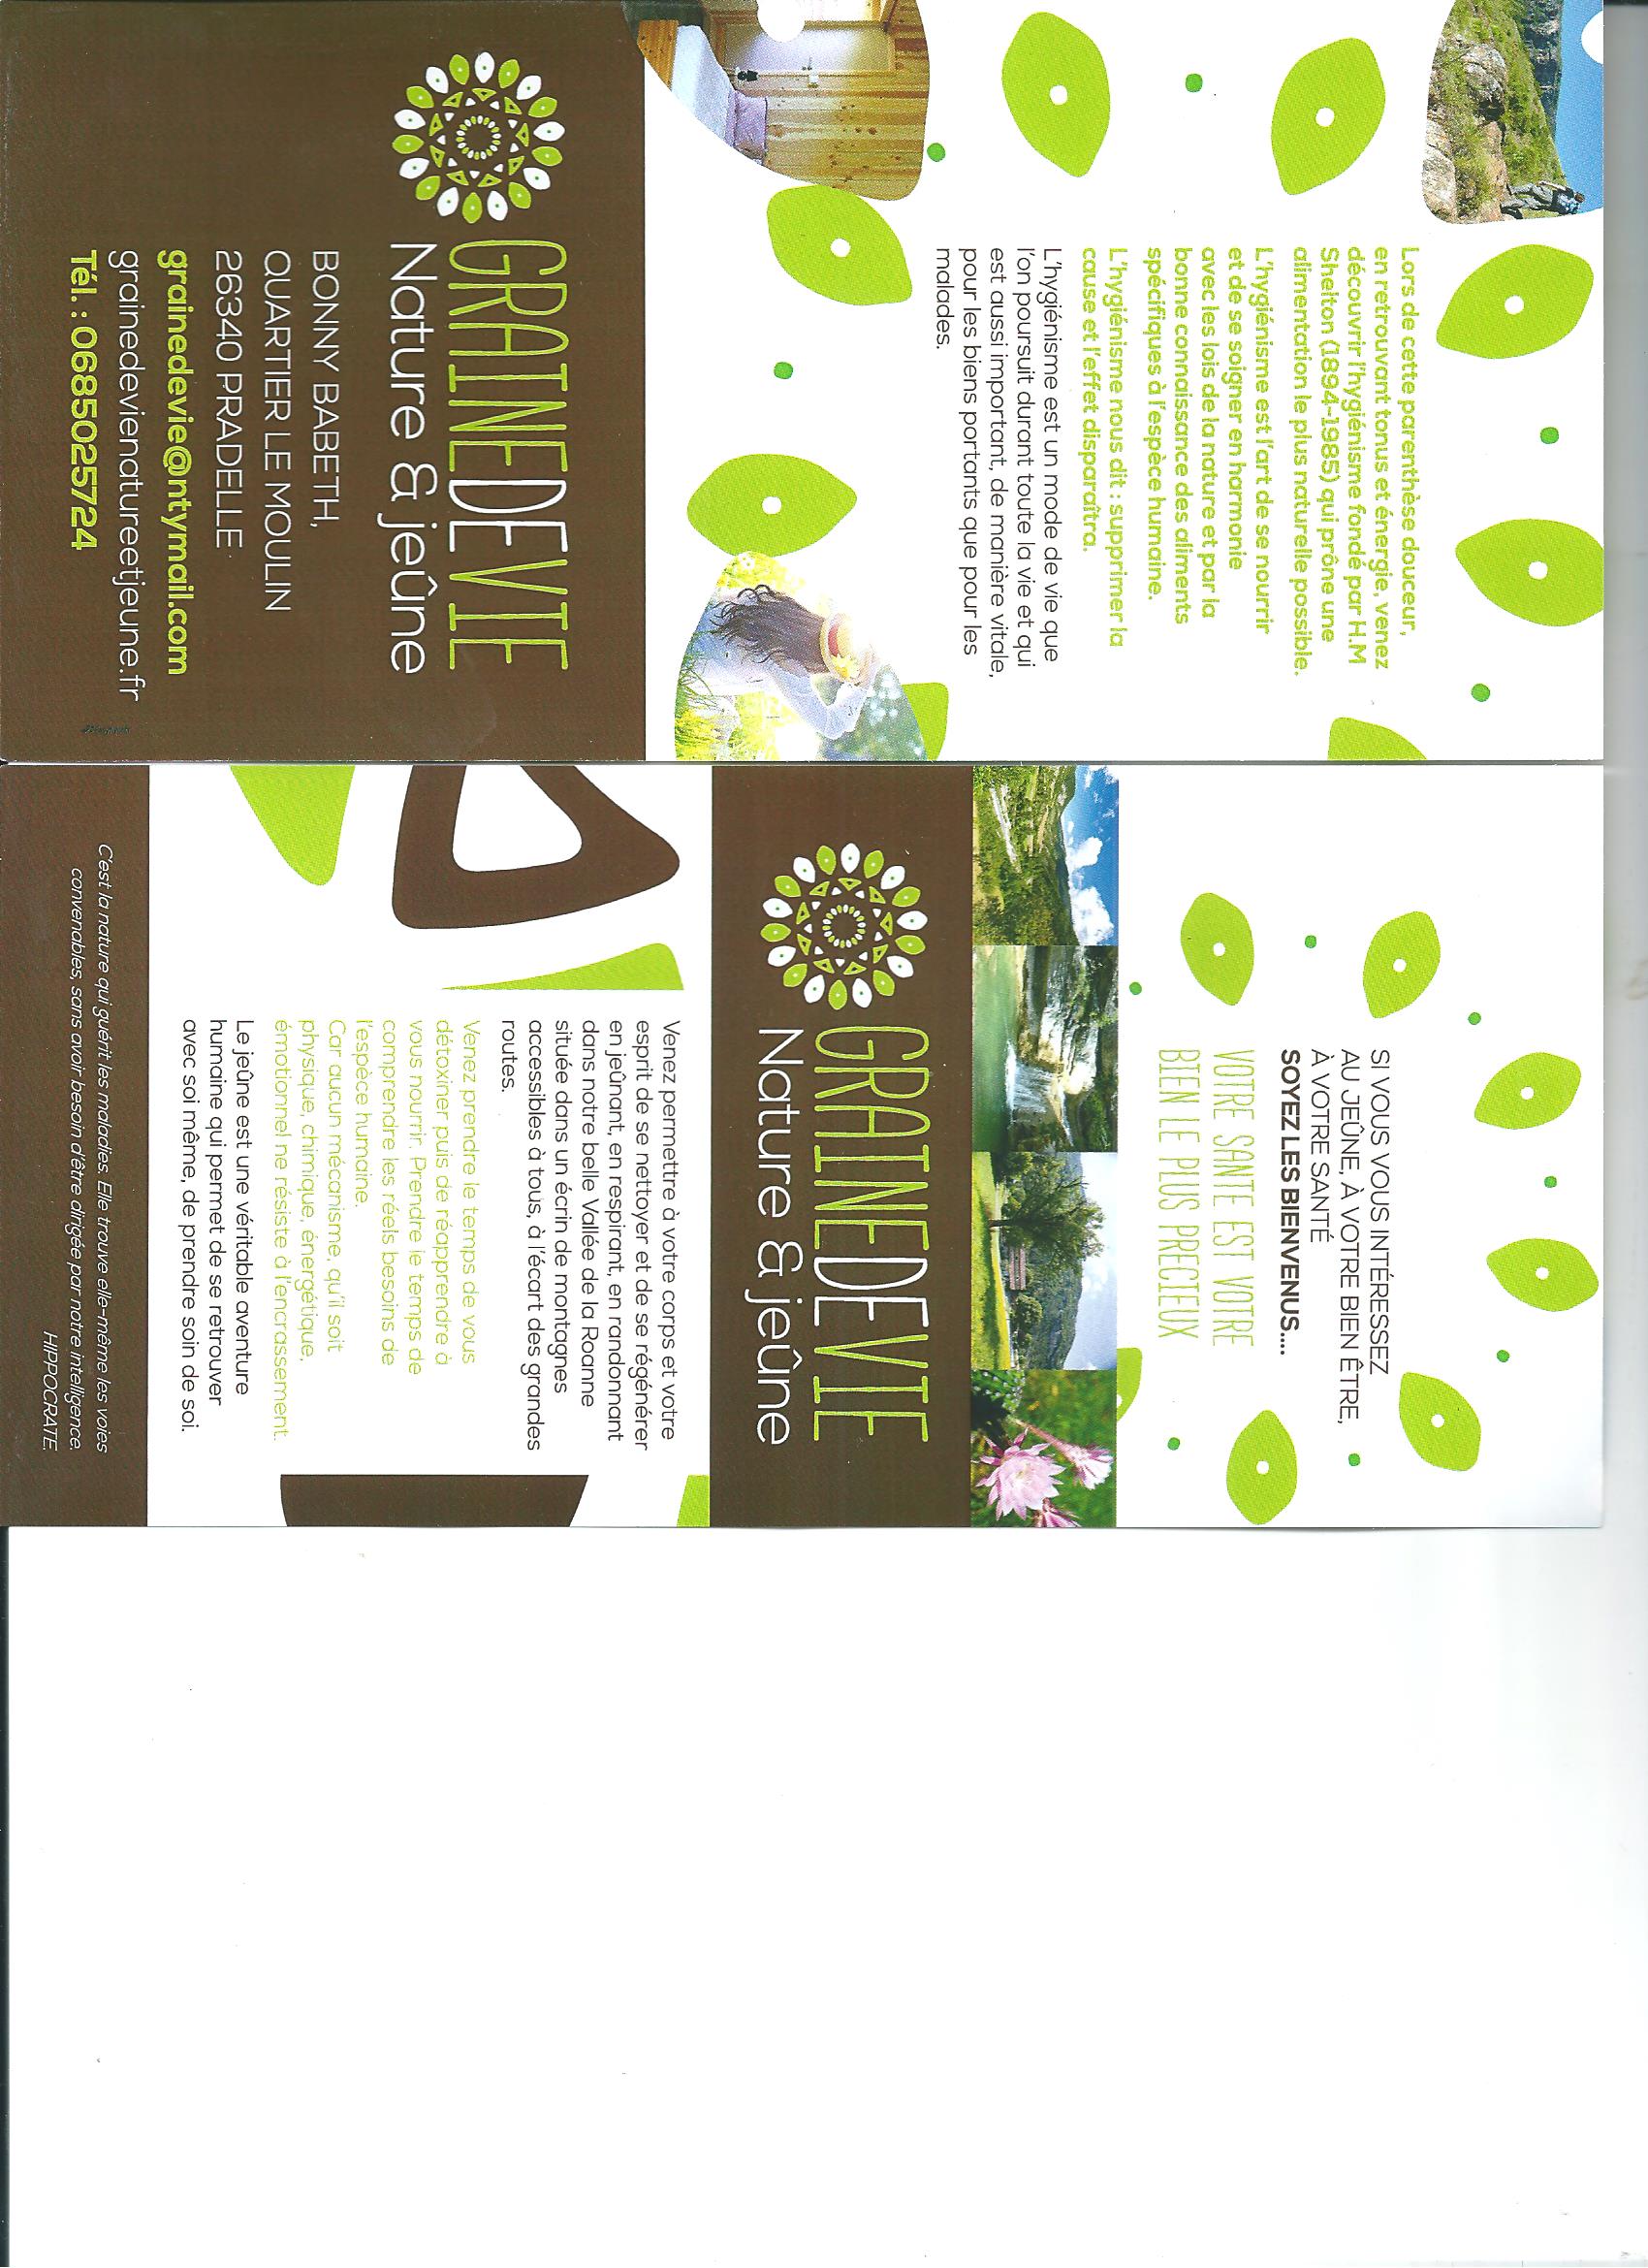 Lors de cette parenthèse douceur,
en retrouvant tonus et énergie, venez
découvrir l'hygiénisme fondé par H.M
Shelton (1894-1985) qui prône une
alimentation le plus naturelle possible.
L'hygiénisme est l'art de se nourrir
et de se soigner en harmonie
avec les lois de la nature et par la
bonne connaissance des aliments
spécifiques à l'espèce humaine.
L'hygiénisme nous dit : supprimer la
cause et l'effet disparaîtra.
L'hygiénisme est un mode de vie que
l'on poursuit durant toute la vie et qui
est aussi important, de manière vitale,
pour les biens portants que pour les
malades.
GRAINEDEVIE
Nature & jeûne
BONNY BABETH,
QUARTIER LE MOULIN
26340 PRADELLE
grainedevie@ntymail.com
grainedevienatureetjeune.fr
Tél. : 0685025724
SI VOUS VOUS INTÉRESSEZ
AU JEÛNE, À VOTRE BIEN ÊTRE,
À VOTRE SANTÉ
SOYEZ LES BIENVENUS....
VOTRE SANTE EST VOTRE
BIEN LE PLUS PRECIEUX
GRAINEDEVIE
Nature & jeûne
Venez permettre à votre corps et votre
esprit de se nettoyer et de se régénérer
en jeûnant, en respirant, en randonnant
dans notre belle Vallée de la Roanne
située dans un écrin de montagnes
accessibles à tous, à l'écart des grandes
routes.
Venez prendre le temps de vous
détoxiner puis de réapprendre à
vous nourrir. Prendre le temps de
comprendre les réels besoins de
l'espèce humaine.
Car aucun mécanisme, qu'il soit
physique, chimique, énergétique,
émotionnel ne résiste à l'encrassement.
Le jeûne est une véritable aventure
humaine qui permet de se retrouver
avec soi même, de prendre soin de soi.
C'est la nature qui guérit les maladies. Elle trouve elle-même les voies
convenables, sans avoir besoin d'être dirigée par notre intelligence.
HIPPOCRATE